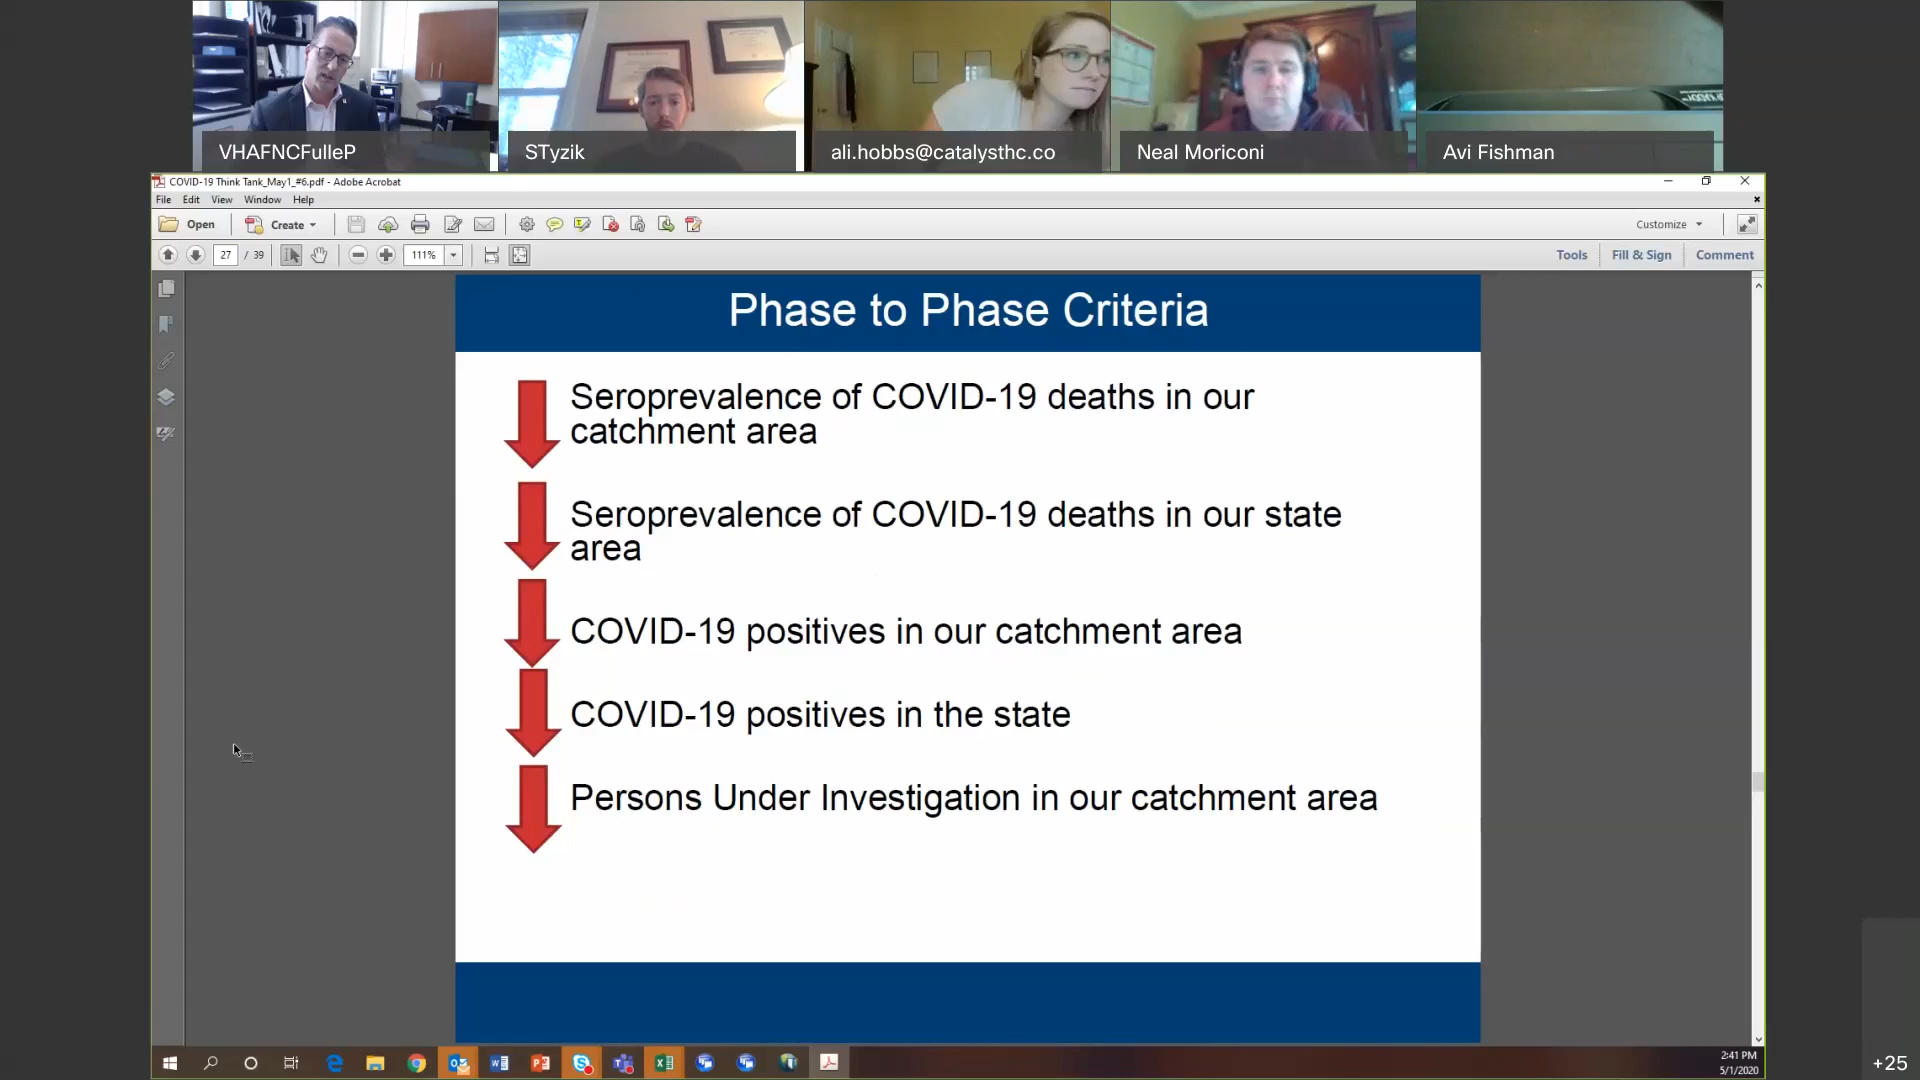 VHAFNCFulleP
STyzik
ali.hobbs@catalysthc.co
Neal Moriconi
Avi Fishman
COVID-19 Think Tank_May1_#6.pdf - Adobe Acrobat
File Edit View Window Help
Open Create Customize
27 / 39 111% Tools Fill & Sign Comment
Phase to Phase Criteria
Seroprevalence of COVID-19 deaths in our
catchment area
Seroprevalence of COVID-19 deaths in our state
area
COVID-19 positives in our catchment area
COVID-19 positives in the state
Persons Under Investigation in our catchment area
2:41 PM
5/1/2020
+25